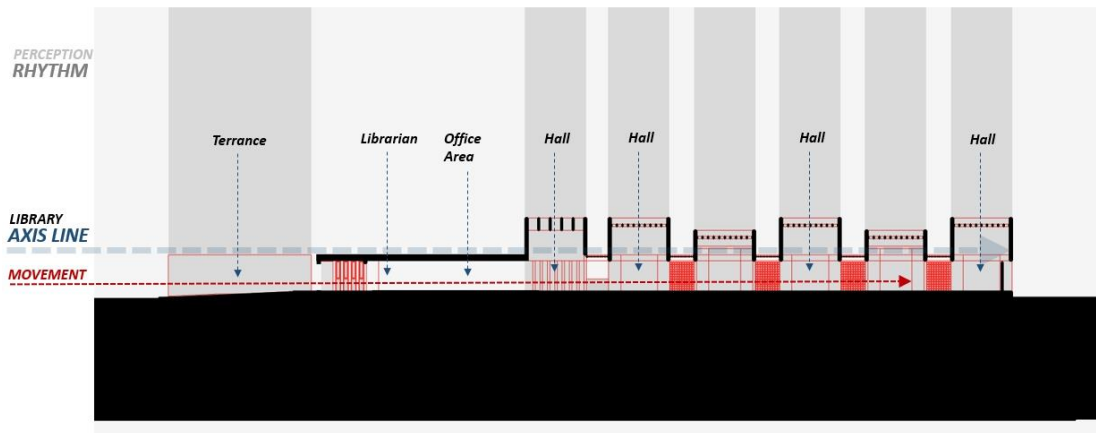 PERCEPTION
RHYTHM
Terrance
Librarian
Office
Area
Hall
Hall
Hall
Hall
LIBRARY
AXIS LINE
MOVEMENT